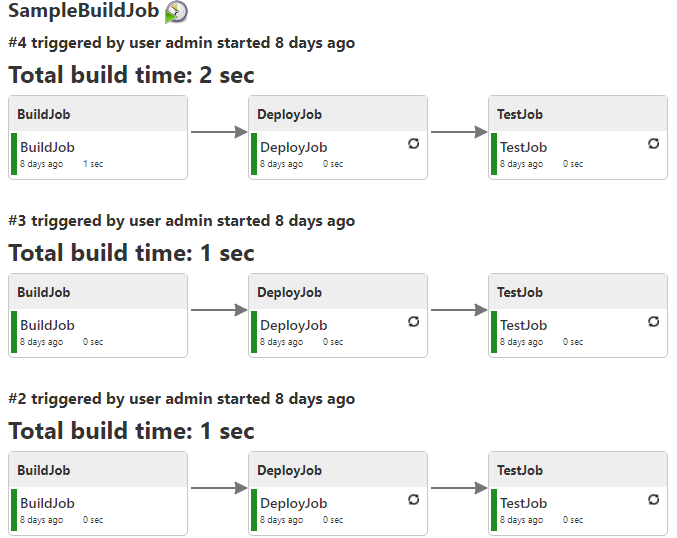 SampleBuildJob
#4 triggered by user admin started 8 days ago
Total build time: 2 sec
BuildJob DeployJob TestJob
BuildJob DeployJob TestJob
8 days ago 1 sec 8 days ago 0 sec 8 days ago 0 sec
#3 triggered by user admin started 8 days ago
Total build time: 1 sec
BuildJob DeployJob TestJob
BuildJob DeployJob TestJob
8 days ago 0 sec 8 days ago 0 sec 8 days ago 0 sec
#2 triggered by user admin started 8 days ago
Total build time: 1 sec
BuildJob DeployJob TestJob
BuildJob DeployJob TestJob
8 days ago 0 sec 8 days ago 0 sec 8 days ago 0 sec